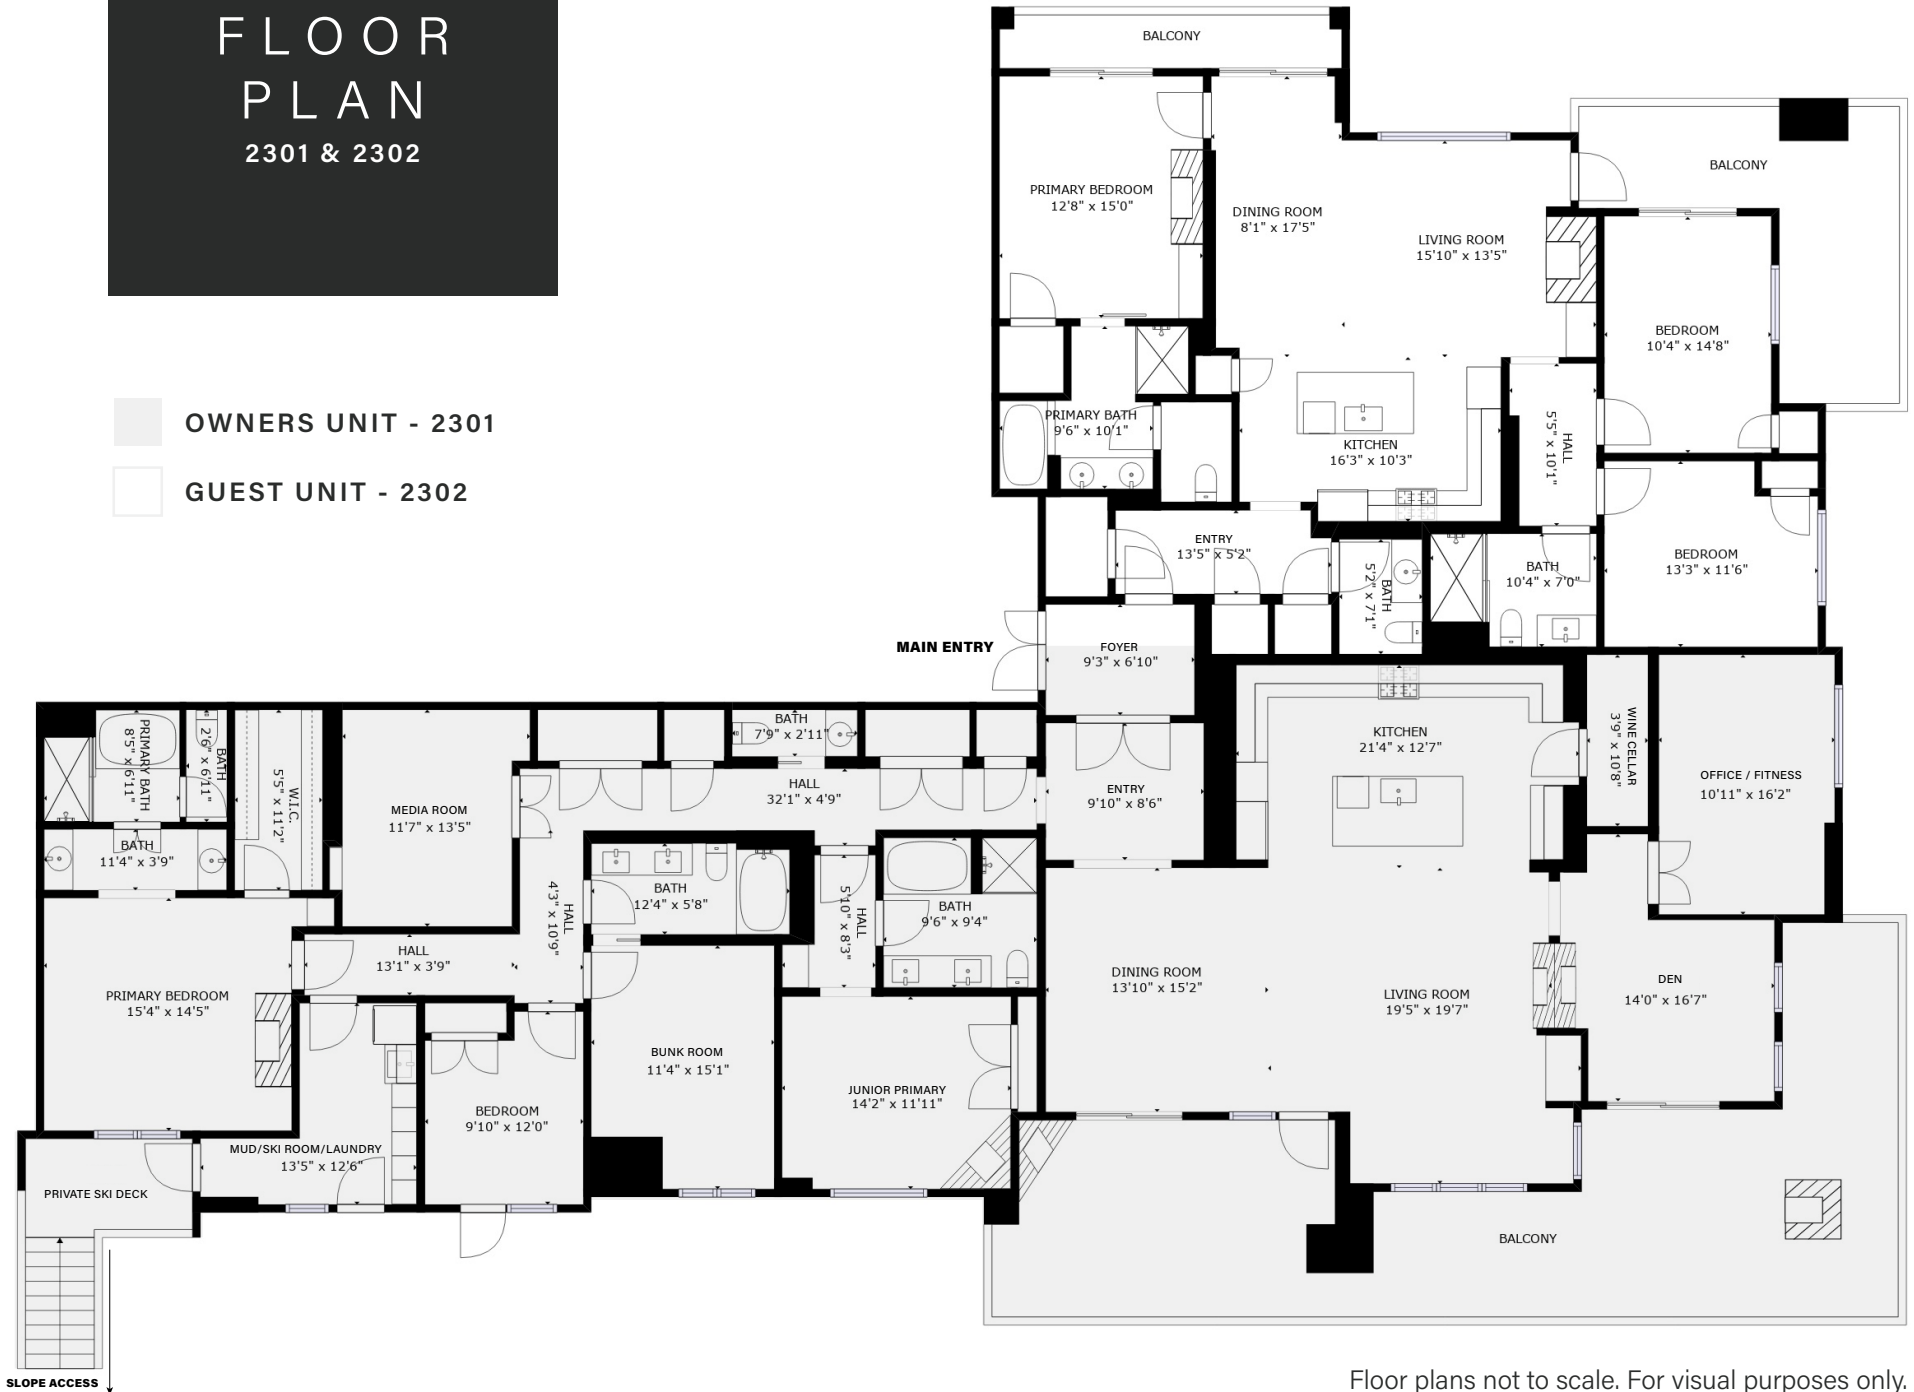 FLOOR
PLAN
2301 & 2302
OWNERS UNIT - 2301
GUEST UNIT - 2302
BALCONY
PRIMARY BEDROOM
12'8" x 15'0"
DINING ROOM
8'1" x 17'5"
LIVING ROOM
15'10" x 13'5"
BALCONY
BEDROOM
10'4" x 14'8"
PRIMARY BATH
9'6" x 10'1"
KITCHEN
16'3" x 10'3"
HALL
5'5" x 10'1"
ENTRY
13'5" x 5'2"
BATH
5'2" x 7'1"
BATH
10'4" x 7'0"
BEDROOM
13'3" x 11'6"
MAIN ENTRY
FOYER
9'3" x 6'10"
PRIMARY BATH
8'5" x 6'11"
BATH
2'6" x 6'11"
W.I.C.
5'5" x 11'2"
BATH
11'4" x 3'9"
MEDIA ROOM
11'7" x 13'5"
BATH
7'9" x 2'11"
HALL
32'1" x 4'9"
ENTRY
9'10" x 8'6"
KITCHEN
21'4" x 12'7"
WINE CELLAR
3'9" x 10'8"
OFFICE / FITNESS
10'11" x 16'2"
HALL
4'3" x 10'9"
BATH
12'4" x 5'8"
HALL
5'10" x 8'3"
BATH
9'6" x 9'4"
HALL
13'1" x 3'9"
PRIMARY BEDROOM
15'4" x 14'5"
DINING ROOM
13'10" x 15'2"
LIVING ROOM
19'5" x 19'7"
DEN
14'0" x 16'7"
BUNK ROOM
11'4" x 15'1"
JUNIOR PRIMARY
14'2" x 11'11"
BEDROOM
9'10" x 12'0"
MUD/SKI ROOM/LAUNDRY
13'5" x 12'6"
PRIVATE SKI DECK
BALCONY
SLOPE ACCESS
Floor plans not to scale. For visual purposes only.